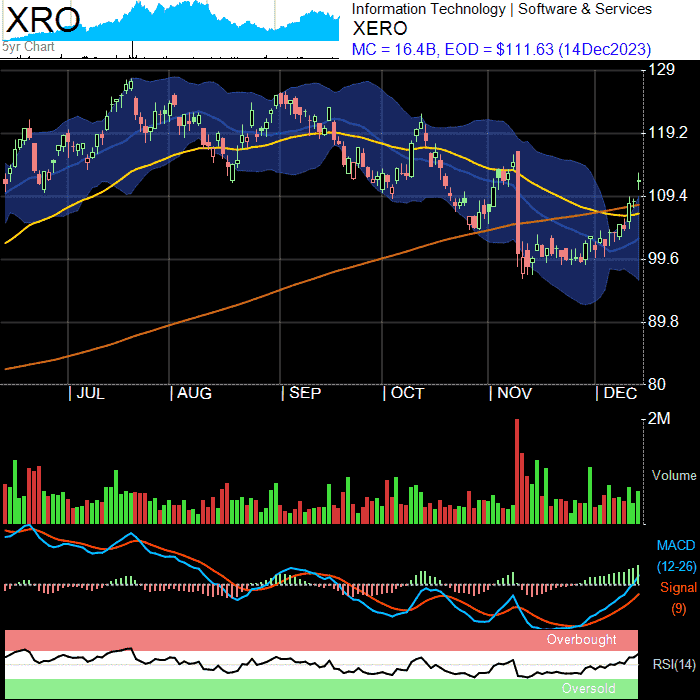 XRO
5yr Chart
Information Technology | Software & Services
XERO
MC = 16.4B, EOD = $111.63 (14Dec2023)
129
119.2
109.4
99.6
89.8
80
JUL
AUG
SEP
OCT
NOV
DEC
2M
Volume
MACD
(12-26)
Signal
(9)
Overbought
RSI(14)
Oversold